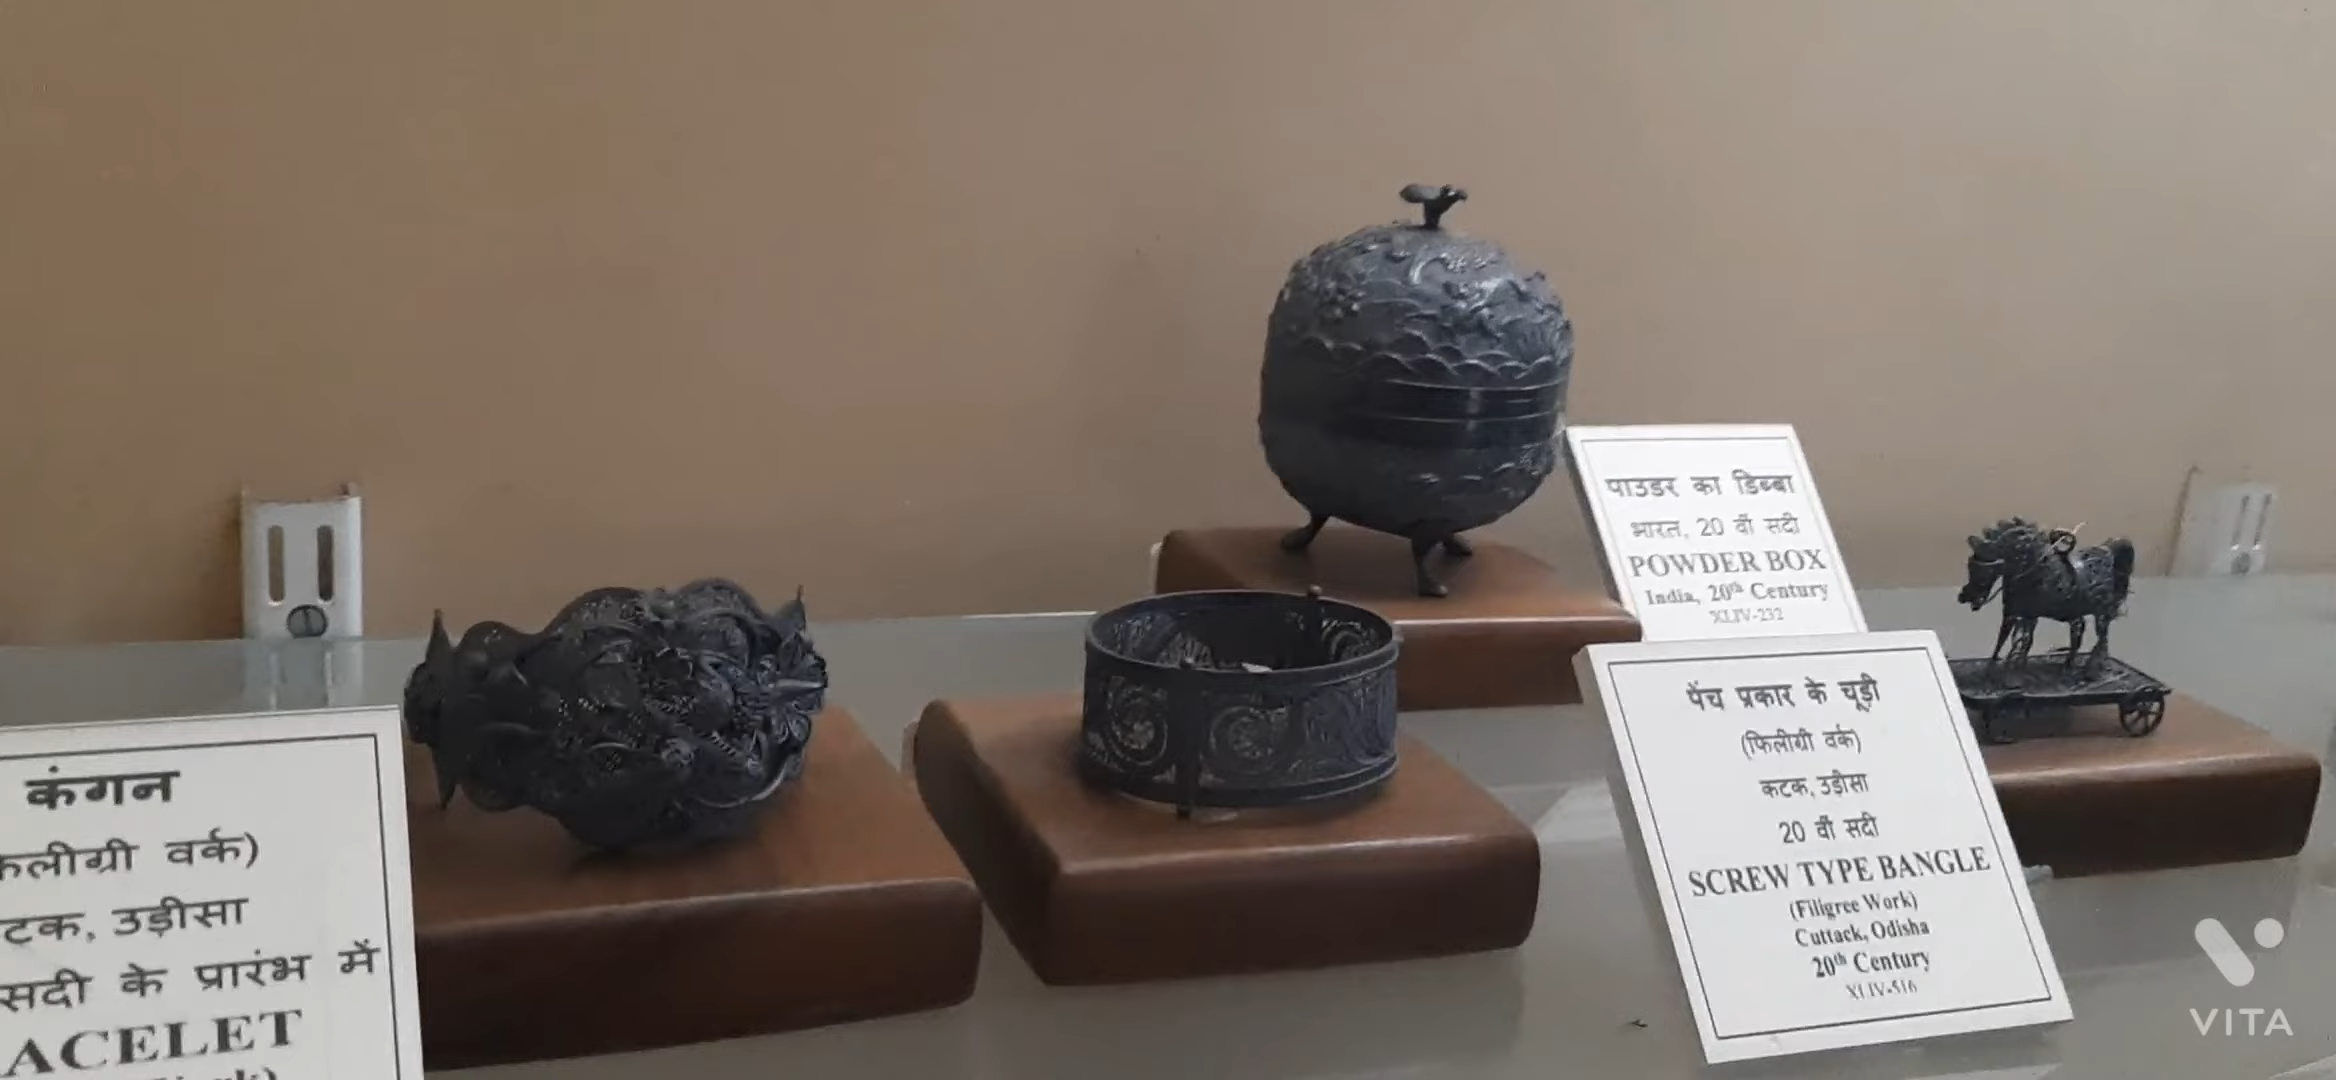 कंगन
वर्क)
उड़ीसा
सदी के प्रारंभ में
ACELET
पाउडर का डिब्बा
भारत, 20 वीं सदी
POWDER BOX
India, 20th Century
XLIV-232
पेंच प्रकार के चूड़ी
(फिलीग्री वर्क)
कटक, उड़ीसा
20 वीं सदी
SCREW TYPE BANGLE
(Filigree Work)
Cuttack, Odisha
20th Century
XLIV-516
VITA